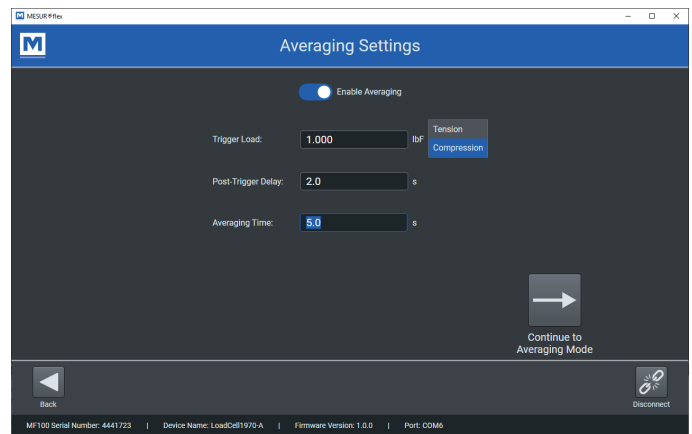 MESUR®flex
M
Averaging Settings
Enable Averaging
Trigger Load: 1.000 lbF
Tension
Compression
Post-Trigger Delay: 2.0 s
Averaging Time: 5.0 s
Continue to
Averaging Mode
Back
Disconnect
MF100 Serial Number: 4441723 | Device Name: LoadCell1970-A | Firmware Version: 1.0.0 | Port: COM6